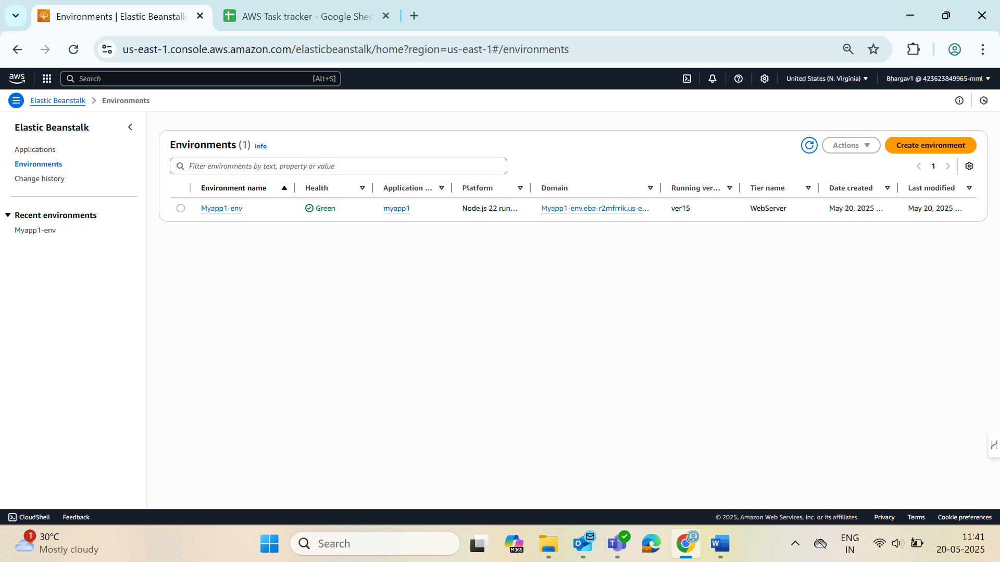 Environments | Elastic Beanstalk
AWS Task tracker - Google Shee
us-east-1.console.aws.amazon.com/elasticbeanstalk/home?region=us-east-1#/environments
aws
Search
[Alt+S]
United States (N. Virginia)
Bhargav1 @ 423623849965-mml
Elastic Beanstalk
Environments
Elastic Beanstalk
Applications
Environments
Change history
Recent environments
Myapp1-env
Environments (1) Info
Actions
Create environment
Filter environments by text, property or value
1
Environment name
Health
Application ...
Platform
Domain
Running ver...
Tier name
Date created
Last modified
Myapp1-env
Green
myapp1
Node.js 22 run...
Myapp1-env.eba-r2mfrrik.us-e...
ver15
WebServer
May 20, 2025 ...
May 20, 2025 ...
CloudShell
Feedback
© 2025, Amazon Web Services, Inc. or its affiliates.
Privacy
Terms
Cookie preferences
1
30°C
Mostly cloudy
Search
M365
ENG
IN
11:41
20-05-2025